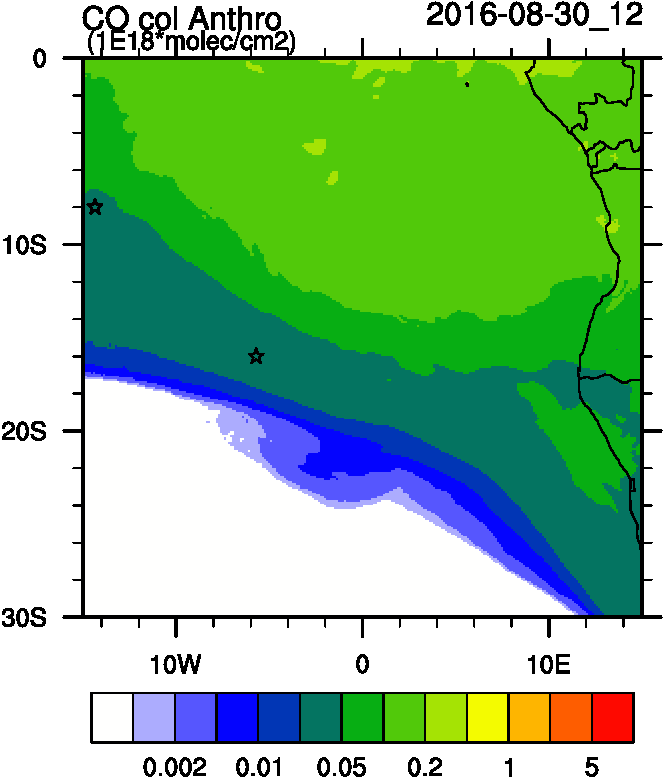 CO col Anthro
2016-08-30_12
(1E18*molec/cm2)
0
10S
20S
30S
10W 0 10E
0.002 0.01 0.05 0.2 1 5